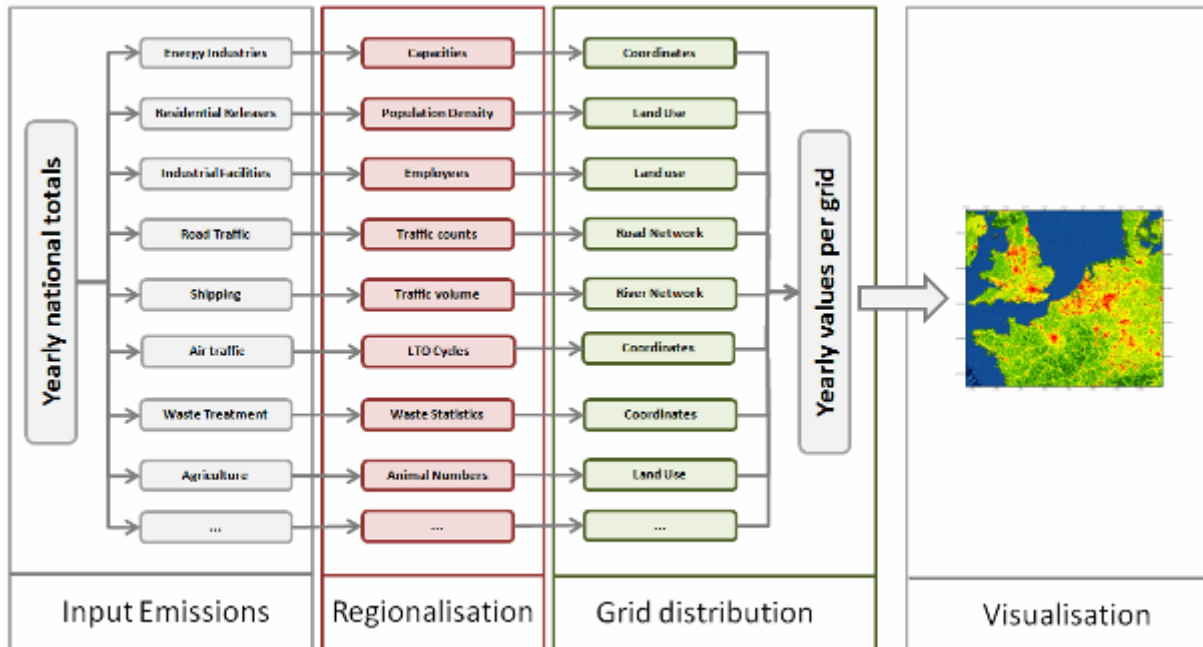 Yearly national totals
Energy Industries
Capacities
Coordinates
Residential Releases
Population Density
Land Use
Industrial Facilities
Employees
Land use
Road Traffic
Traffic counts
Road Network
Shipping
Traffic volume
River Network
Air traffic
LTO Cycles
Coordinates
Waste Treatment
Waste Statistics
Coordinates
Agriculture
Animal Numbers
Land Use
...
...
...
Yearly values per grid
Input Emissions
Regionalisation
Grid distribution
Visualisation